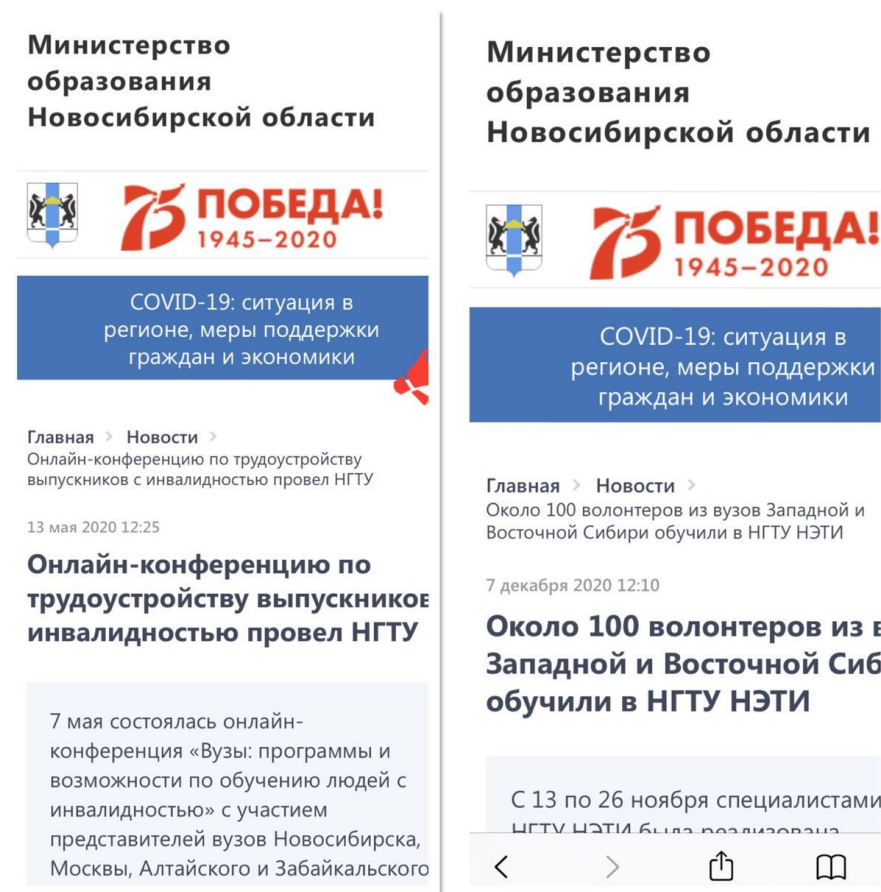 Министерство
образования
Новосибирской области
75 ПОБЕДА!
1945–2020
COVID-19: ситуация в
регионе, меры поддержки
граждан и экономики
Главная > Новости >
Онлайн-конференцию по трудоустройству
выпускников с инвалидностью провел НГТУ
13 мая 2020 12:25
Онлайн-конференцию по
трудоустройству выпускников
инвалидностью провел НГТУ
7 мая состоялась онлайн-
конференция «Вузы: программы и
возможности по обучению людей с
инвалидностью» с участием
представителей вузов Новосибирска,
Москвы, Алтайского и Забайкальского
Министерство
образования
Новосибирской области
75 ПОБЕДА!
1945–2020
COVID-19: ситуация в
регионе, меры поддержки
граждан и экономики
Главная > Новости >
Около 100 волонтеров из вузов Западной и
Восточной Сибири обучили в НГТУ НЭТИ
7 декабря 2020 12:10
Около 100 волонтеров из в
Западной и Восточной Сиб
обучили в НГТУ НЭТИ
С 13 по 26 ноября специалистами
НГТУ НЭТИ была реализована